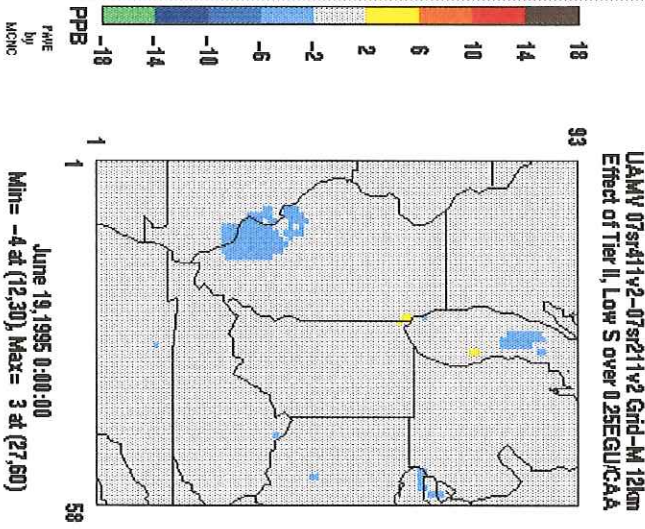 UAMV 07sr411v2-07sr211v2 Grid-M 12km
Effect of Tier II, Low S over 0.25EGU/CAA
18
14
10
6
2
-2
-6
-10
-14
-18
PPB
PAVE
by
MCNC
93
1
1
58
June 19,1995 0:00:00
Min= -4 at (12,30), Max= 3 at (27,60)